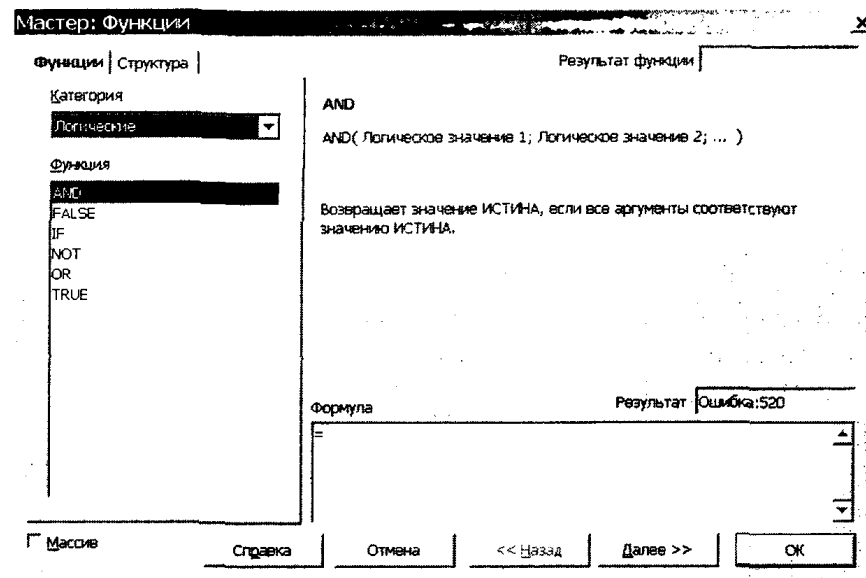 Мастер: Функции
Функции Структура
Результат функции
Категория
Логические
Функция
AND
FALSE
IF
NOT
OR
TRUE
AND
AND( Логическое значение 1; Логическое значение 2; ... )
Возвращает значение ИСТИНА, если все аргументы соответствуют
значению ИСТИНА.
Формула
Результат Ошибка:520
=
Массив
Справка Отмена << Назад Далее >> ОК